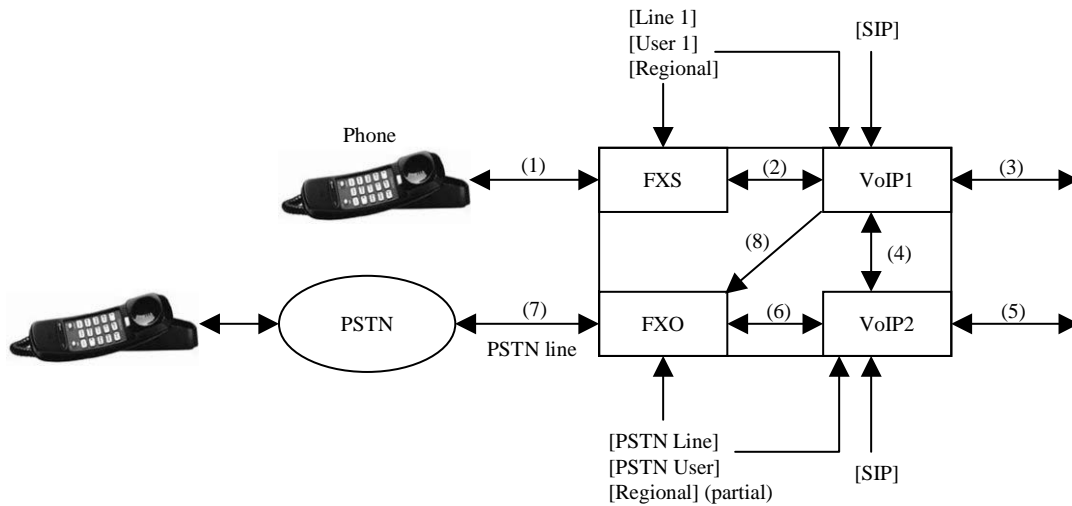 [Line 1]
[User 1]
[Regional]
[SIP]
Phone
(1)
FXS
(2)
VoIP1
(3)
(8)
(4)
PSTN
(7)
PSTN line
FXO
(6)
VoIP2
(5)
[PSTN Line]
[PSTN User]
[Regional] (partial)
[SIP]